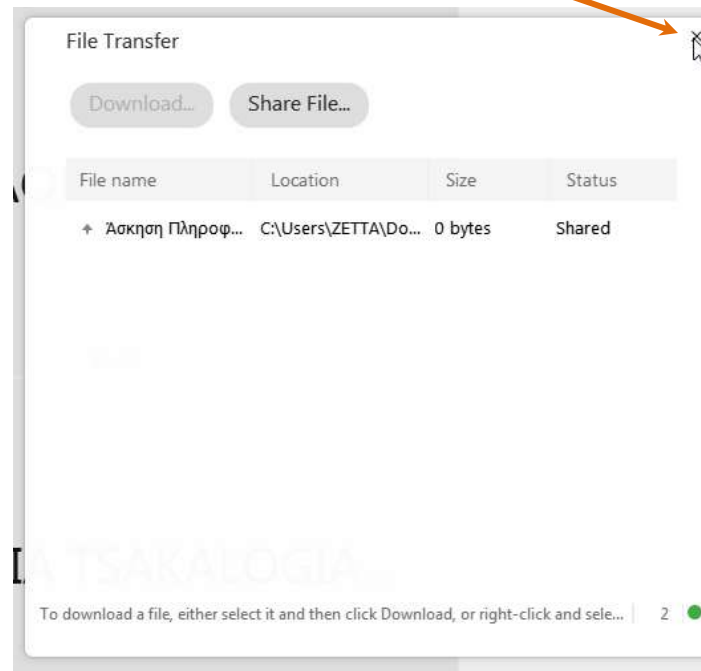 File Transfer
Download... Share File...
File name Location Size Status
Άσκηση Πληροφ... C:\Users\ZETTA\Do... 0 bytes Shared
TSAKALOGIA...
To download a file, either select it and then click Download, or right-click and sele... 2